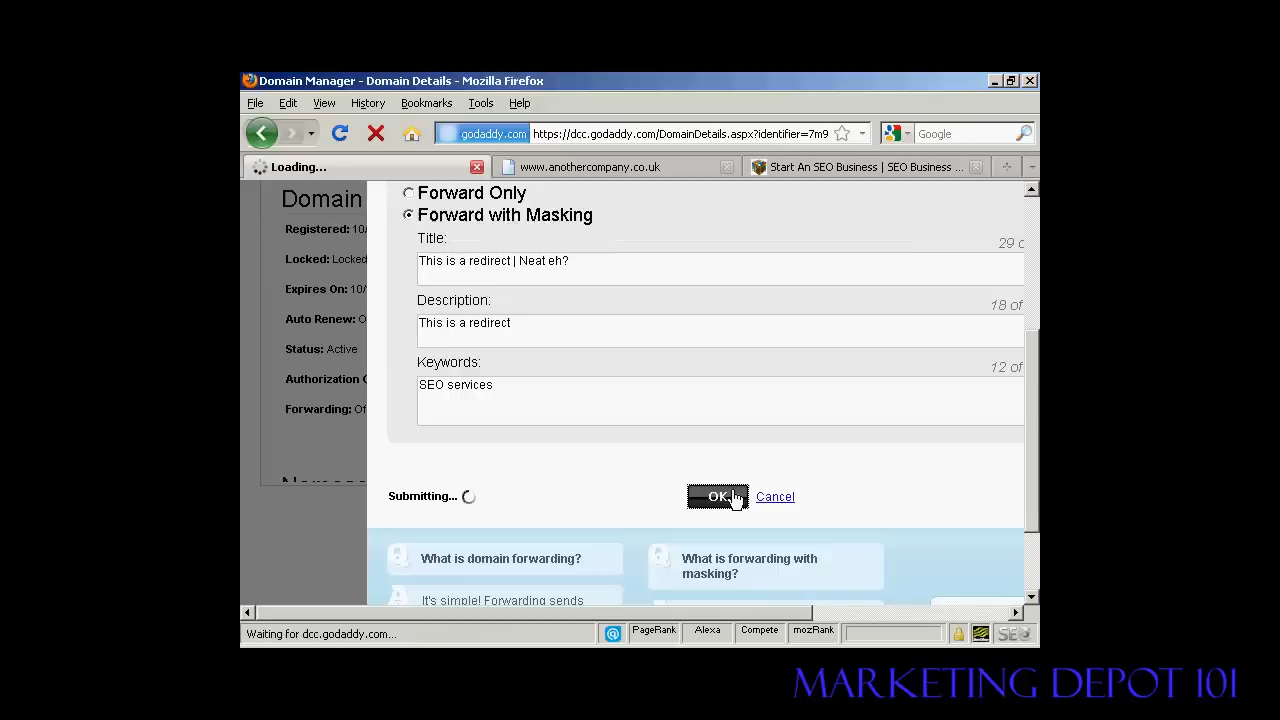 Domain Manager - Domain Details - Mozilla Firefox
File Edit View History Bookmarks Tools Help
godaddy.com https://dcc.godaddy.com/DomainDetails.aspx?identifier=7m9 Google
Loading... www.anothercompany.co.uk Start An SEO Business | SEO Business ...
Domain
Registered: 10/
Locked: Locked
Expires On: 10/
Auto Renew: O
Status: Active
Authorization C
Forwarding: Of
Forward Only
Forward with Masking
Title:
29 o
This is a redirect | Neat eh?
Description:
18 of
This is a redirect
Keywords:
12 of
SEO services
Submitting... OK Cancel
What is domain forwarding?
What is forwarding with
masking?
It's simple! Forwarding sends
Waiting for dcc.godaddy.com... PageRank Alexa Compete mozRank SEO
MARKETING DEPOT 101